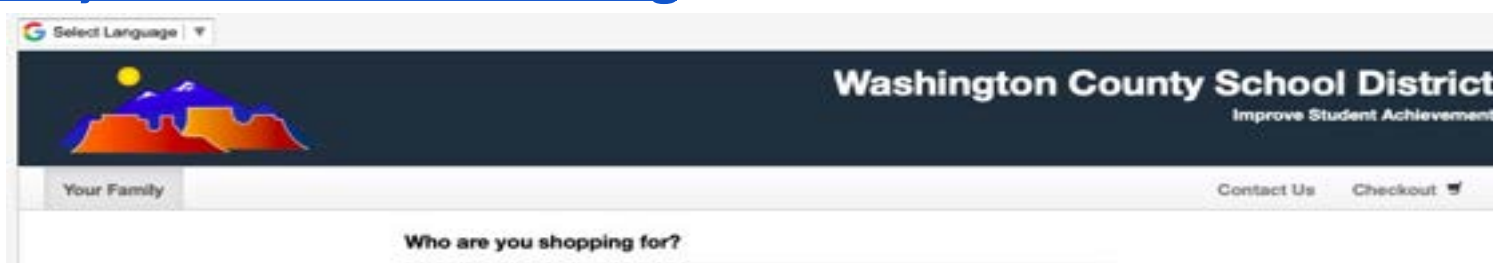 Select Language
Washington County School District
Improve Student Achievement
Your Family
Contact Us
Checkout
Who are you shopping for?